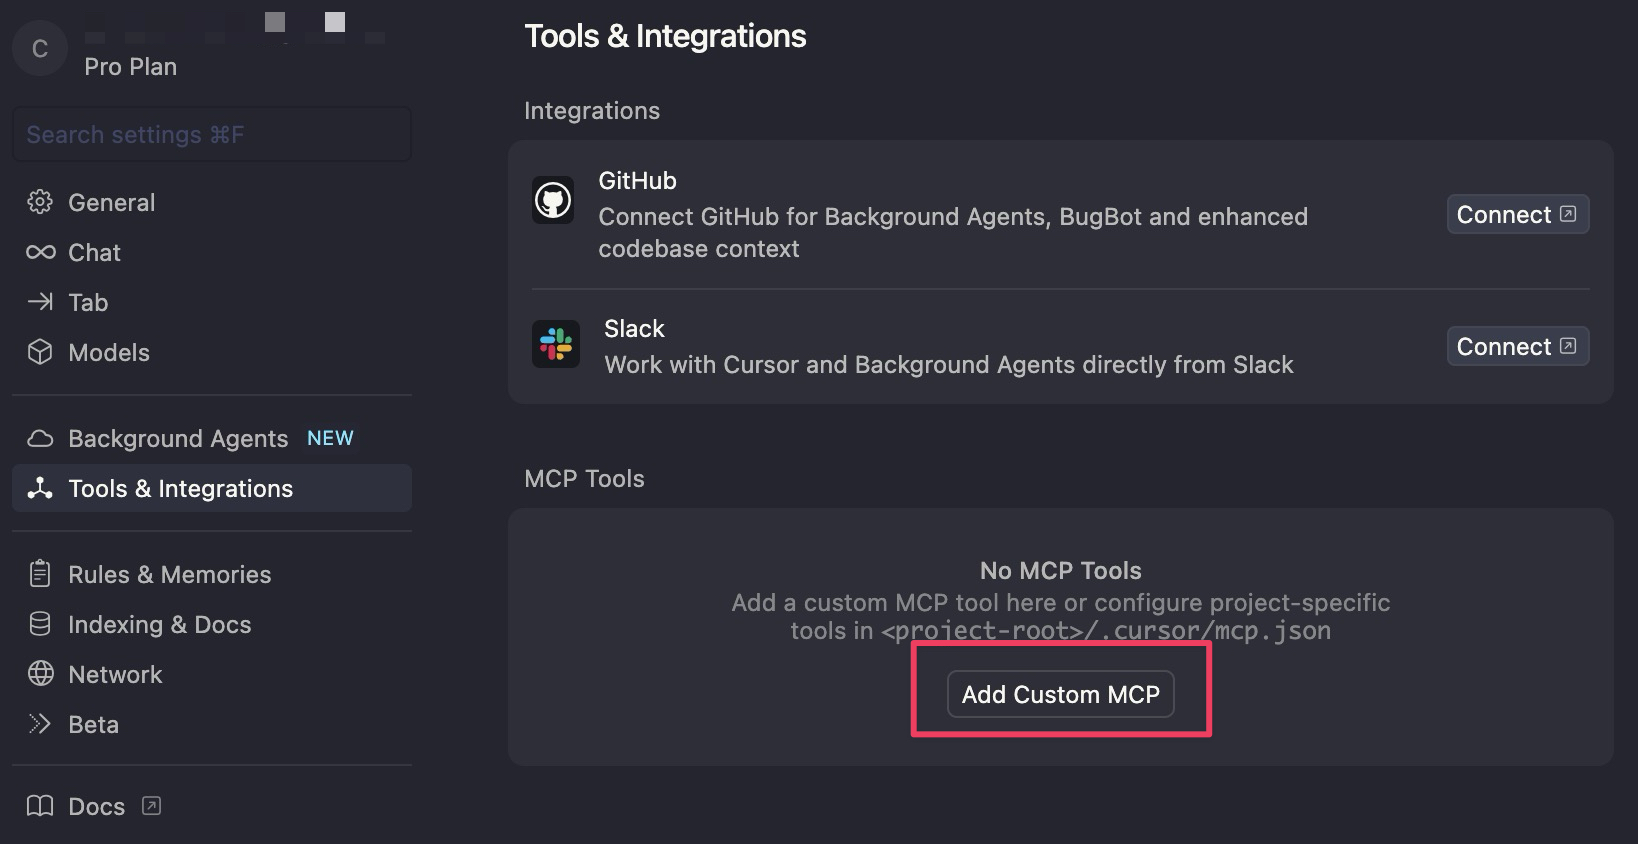 C
Pro Plan
Search settings ⌘F
General
Chat
Tab
Models
Background Agents NEW
Tools & Integrations
Rules & Memories
Indexing & Docs
Network
Beta
Docs
Tools & Integrations
Integrations
GitHub
Connect GitHub for Background Agents, BugBot and enhanced
codebase context
Connect
Slack
Work with Cursor and Background Agents directly from Slack
Connect
MCP Tools
No MCP Tools
Add a custom MCP tool here or configure project-specific
tools in <project-root>/.cursor/mcp.json
Add Custom MCP